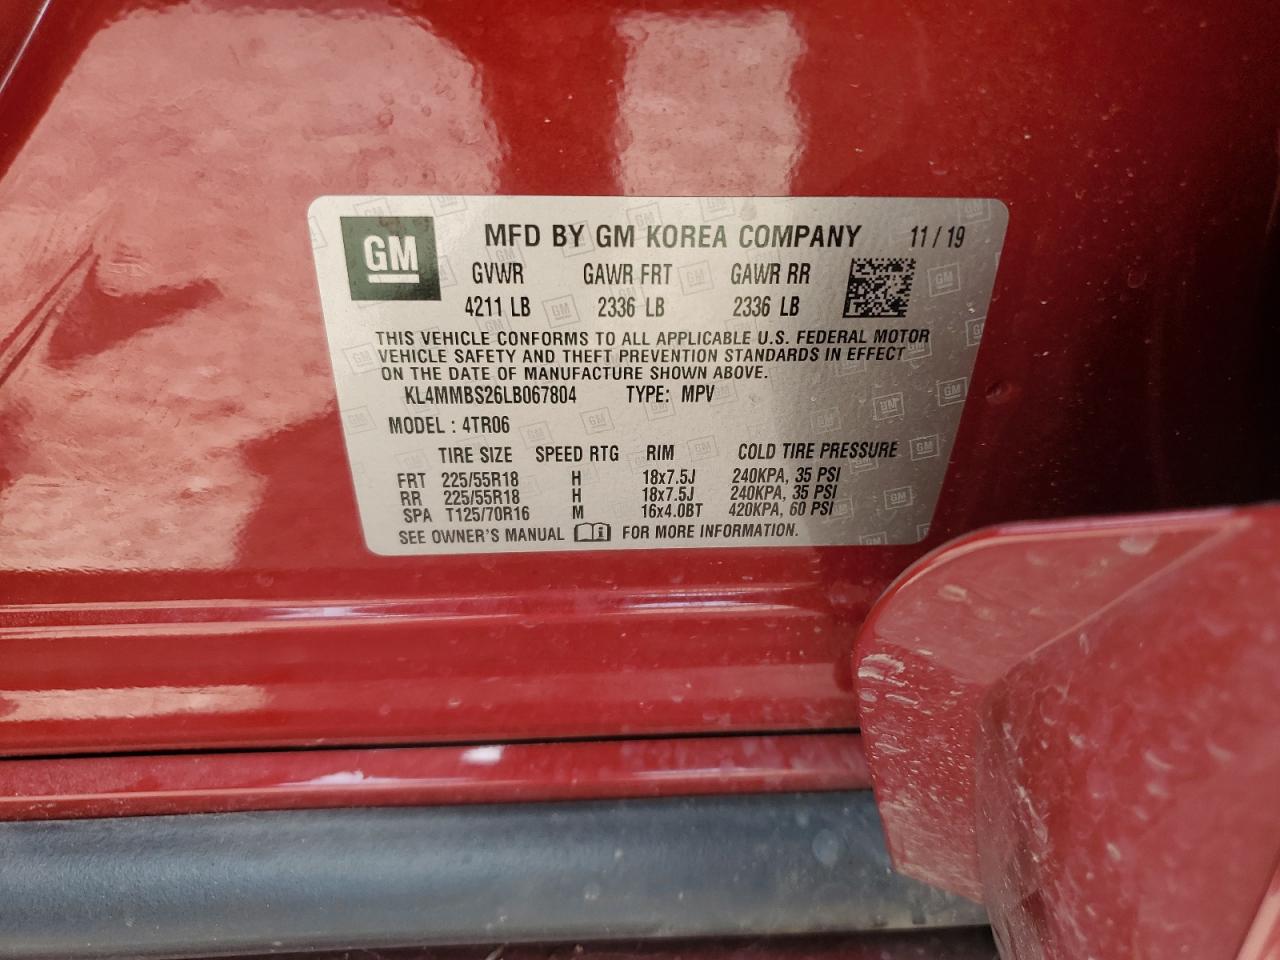 GM MFD BY GM KOREA COMPANY 11/19
GVWR GAWR FRT GAWR RR
4211 LB 2336 LB 2336 LB
THIS VEHICLE CONFORMS TO ALL APPLICABLE U.S. FEDERAL MOTOR
VEHICLE SAFETY AND THEFT PREVENTION STANDARDS IN EFFECT
ON THE DATE OF MANUFACTURE SHOWN ABOVE.
KL4MMBS26LB067804 TYPE: MPV
MODEL : 4TR06
TIRE SIZE SPEED RTG RIM COLD TIRE PRESSURE
FRT 225/55R18 H 18x7.5J 240KPA, 35 PSI
RR 225/55R18 H 18x7.5J 240KPA, 35 PSI
SPA T125/70R16 M 16x4.0BT 420KPA, 60 PSI
SEE OWNER'S MANUAL i FOR MORE INFORMATION.